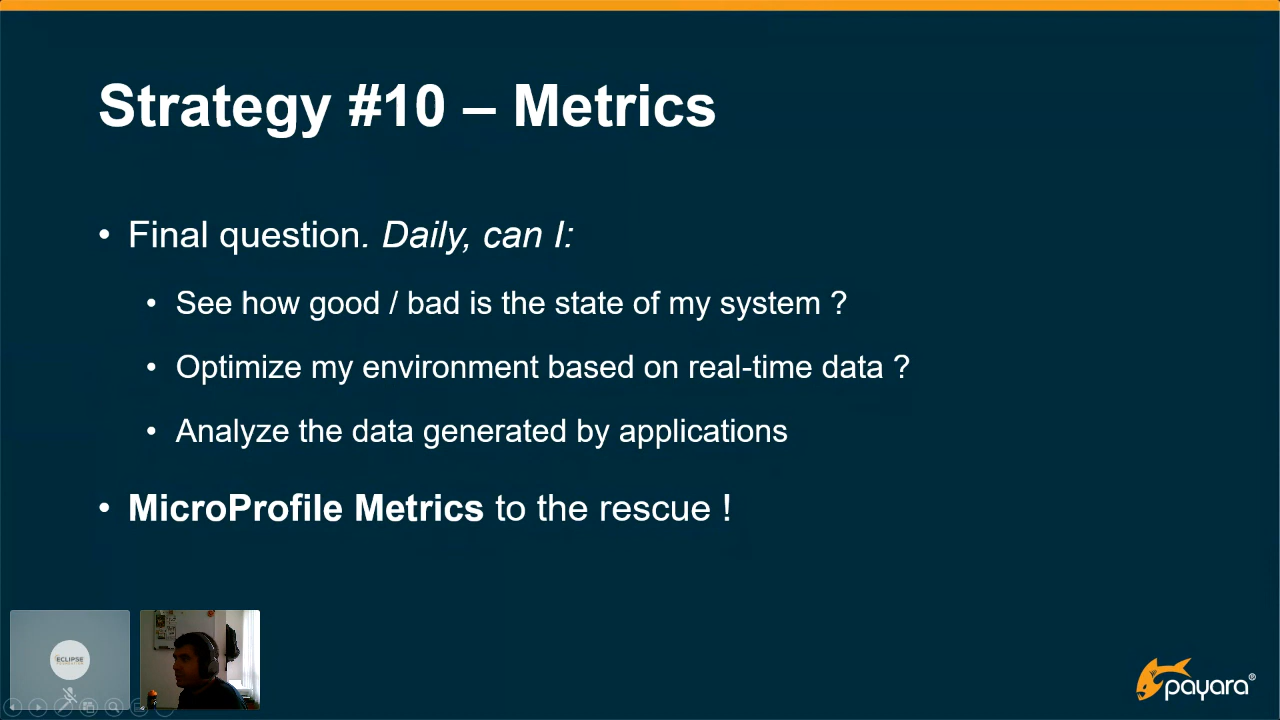 Strategy #10 – Metrics
• Final question. Daily, can I:
• See how good / bad is the state of my system ?
• Optimize my environment based on real-time data ?
• Analyze the data generated by applications
• MicroProfile Metrics to the rescue !
ECLIPSE
FOUNDATION
payara®